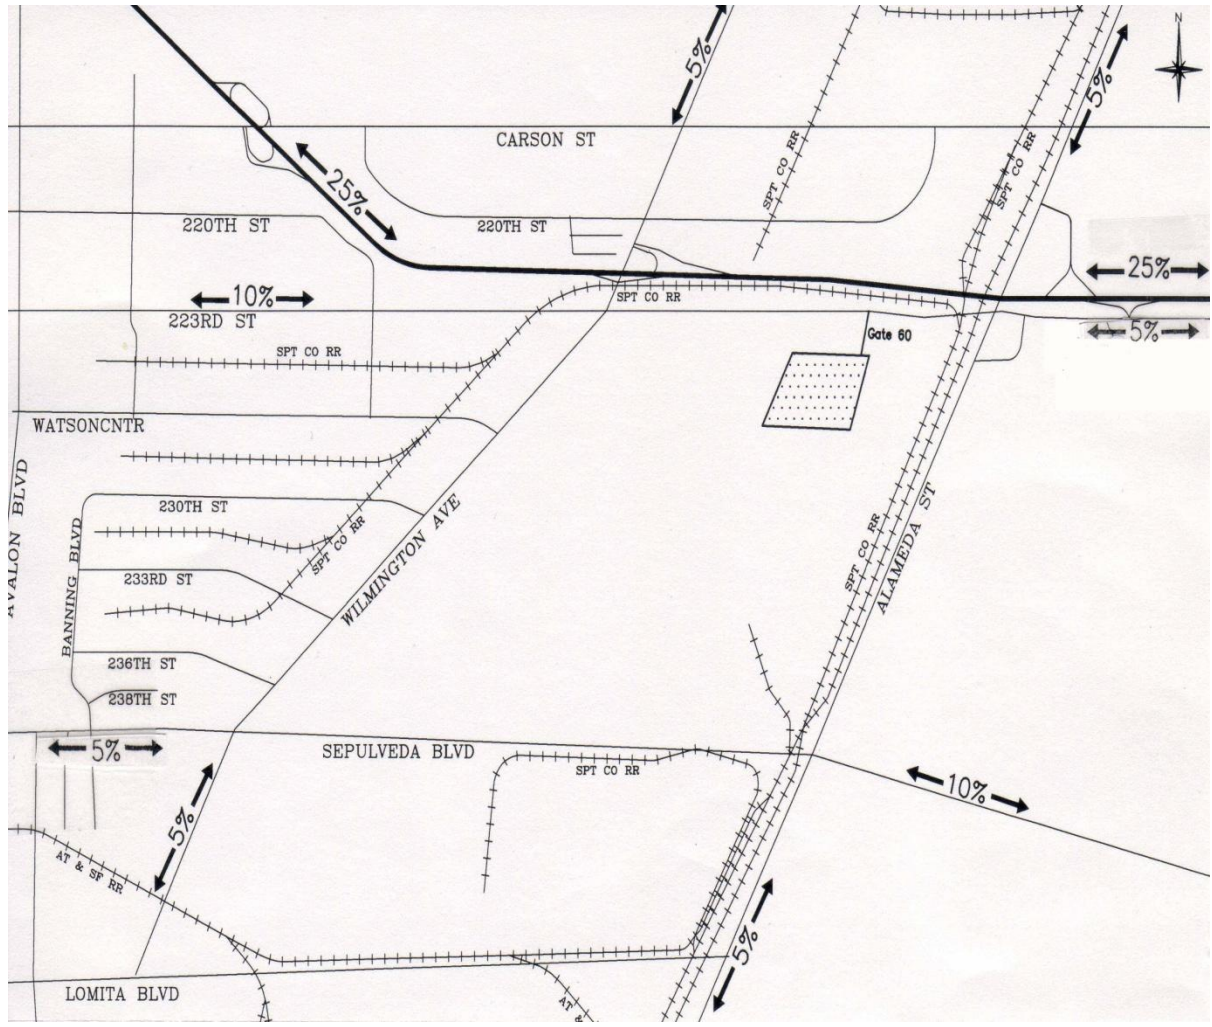 N
5%
5%
CARSON ST
SPT CO RR
SPT CO RR
25%
220TH ST
220TH ST
25%
10%
SPT CO RR
223RD ST
5%
Gate 60
SPT CO RR
WATSONCNTR
AVALON BLVD
230TH ST
BANNING BLVD
SPT CO RR
WILMINGTON AVE
SPT CO RR
ALAMEDA ST
233RD ST
236TH ST
238TH ST
5%
SEPULVEDA BLVD
SPT CO RR
10%
5%
AT & SF RR
5%
LOMITA BLVD
AT &